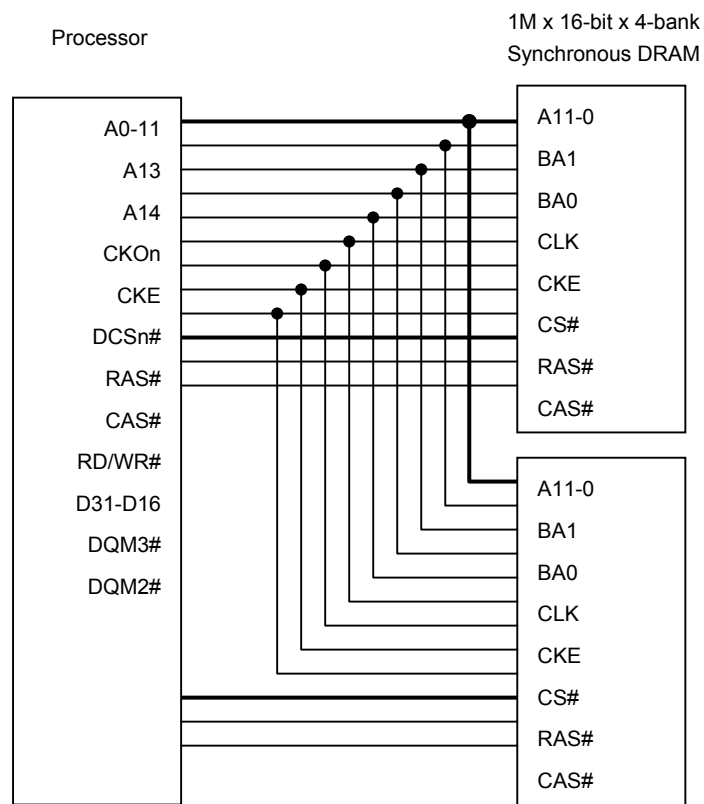 Processor
1M x 16-bit x 4-bank
Synchronous DRAM
A0-11
A13
A14
CKOn
CKE
DCSn#
RAS#
CAS#
RD/WR#
D31-D16
DQM3#
DQM2#
A11-0
BA1
BA0
CLK
CKE
CS#
RAS#
CAS#
A11-0
BA1
BA0
CLK
CKE
CS#
RAS#
CAS#